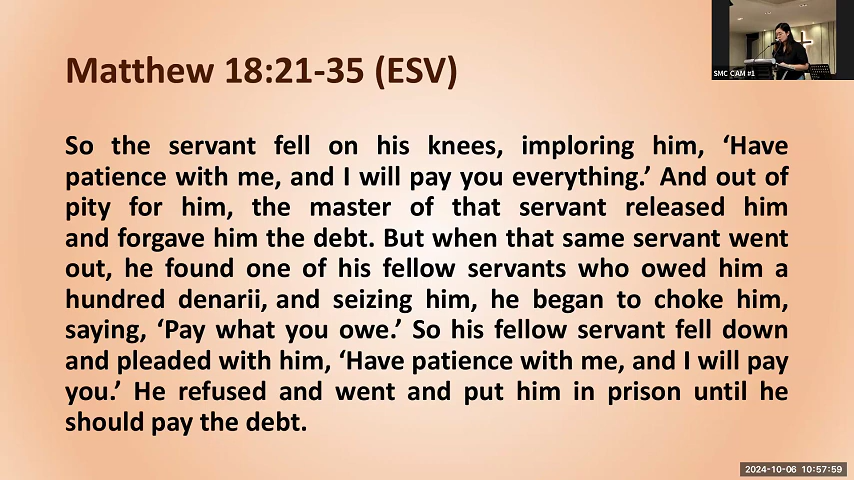 Matthew 18:21-35 (ESV)
SMC CAM #1
So the servant fell on his knees, imploring him, ‘Have
patience with me, and I will pay you everything.’ And out of
pity for him, the master of that servant released him
and forgave him the debt. But when that same servant went
out, he found one of his fellow servants who owed him a
hundred denarii, and seizing him, he began to choke him,
saying, ‘Pay what you owe.’ So his fellow servant fell down
and pleaded with him, ‘Have patience with me, and I will pay
you.’ He refused and went and put him in prison until he
should pay the debt.
2024-10-06 10:57:59